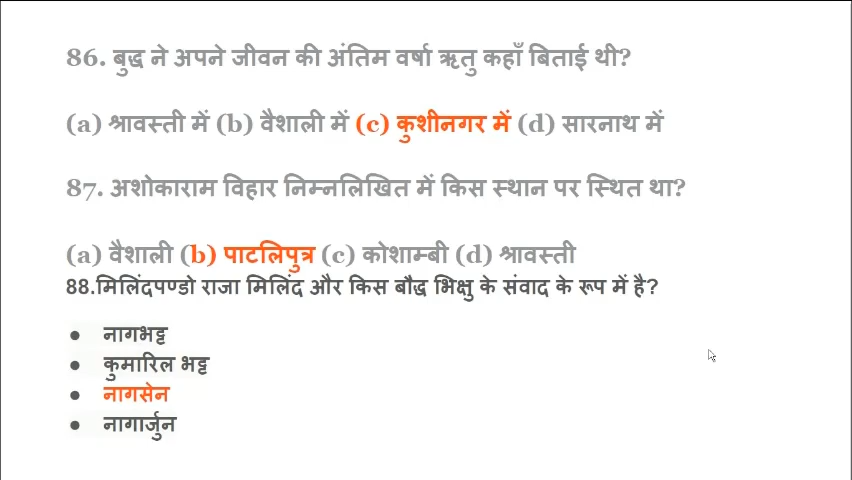 86. बुद्ध ने अपने जीवन की अंतिम वर्षा ऋतु कहाँ बिताई थी?
(a) श्रावस्ती में (b) वैशाली में (c) कुशीनगर में (d) सारनाथ में
87. अशोकाराम विहार निम्नलिखित में किस स्थान पर स्थित था?
(a) वैशाली (b) पाटलिपुत्र (c) कोशाम्बी (d) श्रावस्ती
88.मिलिंदपण्डो राजा मिलिंद और किस बौद्ध भिक्षु के संवाद के रूप में है?
● नागभट्ट
● कुमारिल भट्ट
● नागसेन
● नागार्जुन